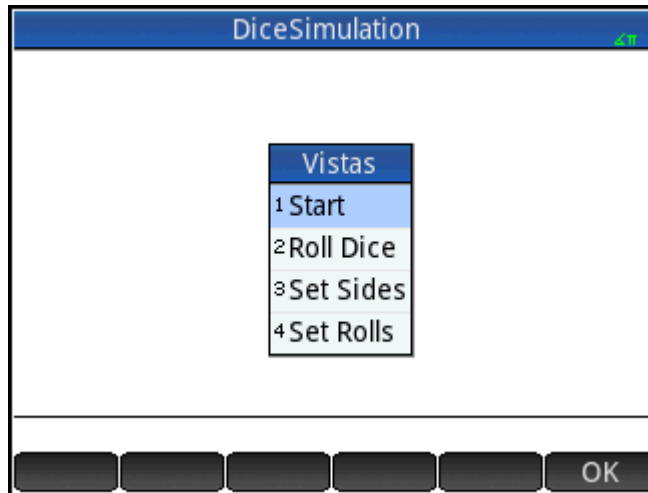 DiceSimulation
∡π
Vistas
1 Start
2 Roll Dice
3 Set Sides
4 Set Rolls
OK